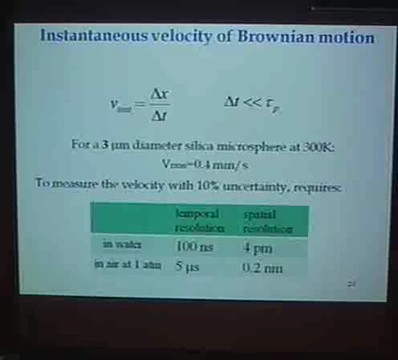 Instantaneous velocity of Brownian motion
v_inst = Δx/Δt    Δt << τ_p
For a 3 μm diameter silica microsphere at 300K:
V_rms=0.4 mm/s
To measure the velocity with 10% uncertainty, requires:
temporal resolution    spatial resolution
in water    100 ns    4 pm
in air at 1 atm    5 μs    0.2 nm